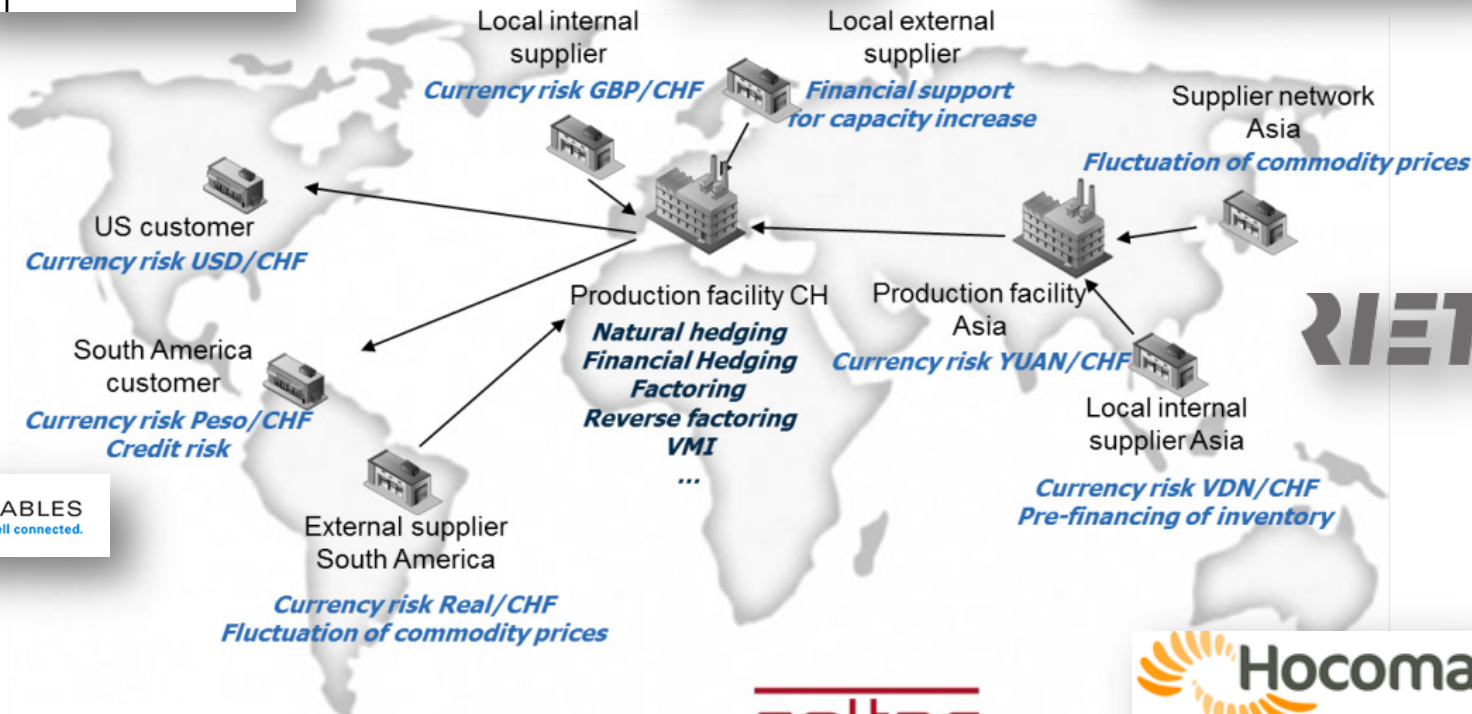 Local internal
supplier
Currency risk GBP/CHF
Local external
supplier
Financial support
for capacity increase
Supplier network
Asia
Fluctuation of commodity prices
US customer
Currency risk USD/CHF
Production facility CH
Natural hedging
Financial Hedging
Factoring
Reverse factoring
VMI
...
Production facility
Asia
Currency risk YUAN/CHF
South America
customer
Currency risk Peso/CHF
Credit risk
Local internal
supplier Asia
Currency risk VDN/CHF
Pre-financing of inventory
External supplier
South America
Currency risk Real/CHF
Fluctuation of commodity prices
ABLES
ll connected.
RIET
Hocoma